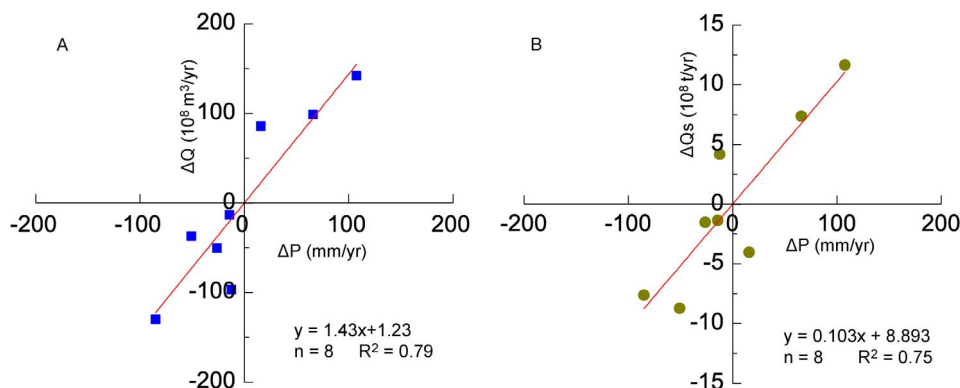 A
ΔQ (10⁸ m³/yr)
200
100
0
-100
-200
-200 -100 0 100 200
ΔP (mm/yr)
y = 1.43x+1.23
n = 8 R² = 0.79
B
ΔQs (10⁸ t/yr)
15
10
5
0
-5
-10
-15
-200 -100 0 100 200
ΔP (mm/yr)
y = 0.103x + 8.893
n = 8 R² = 0.75